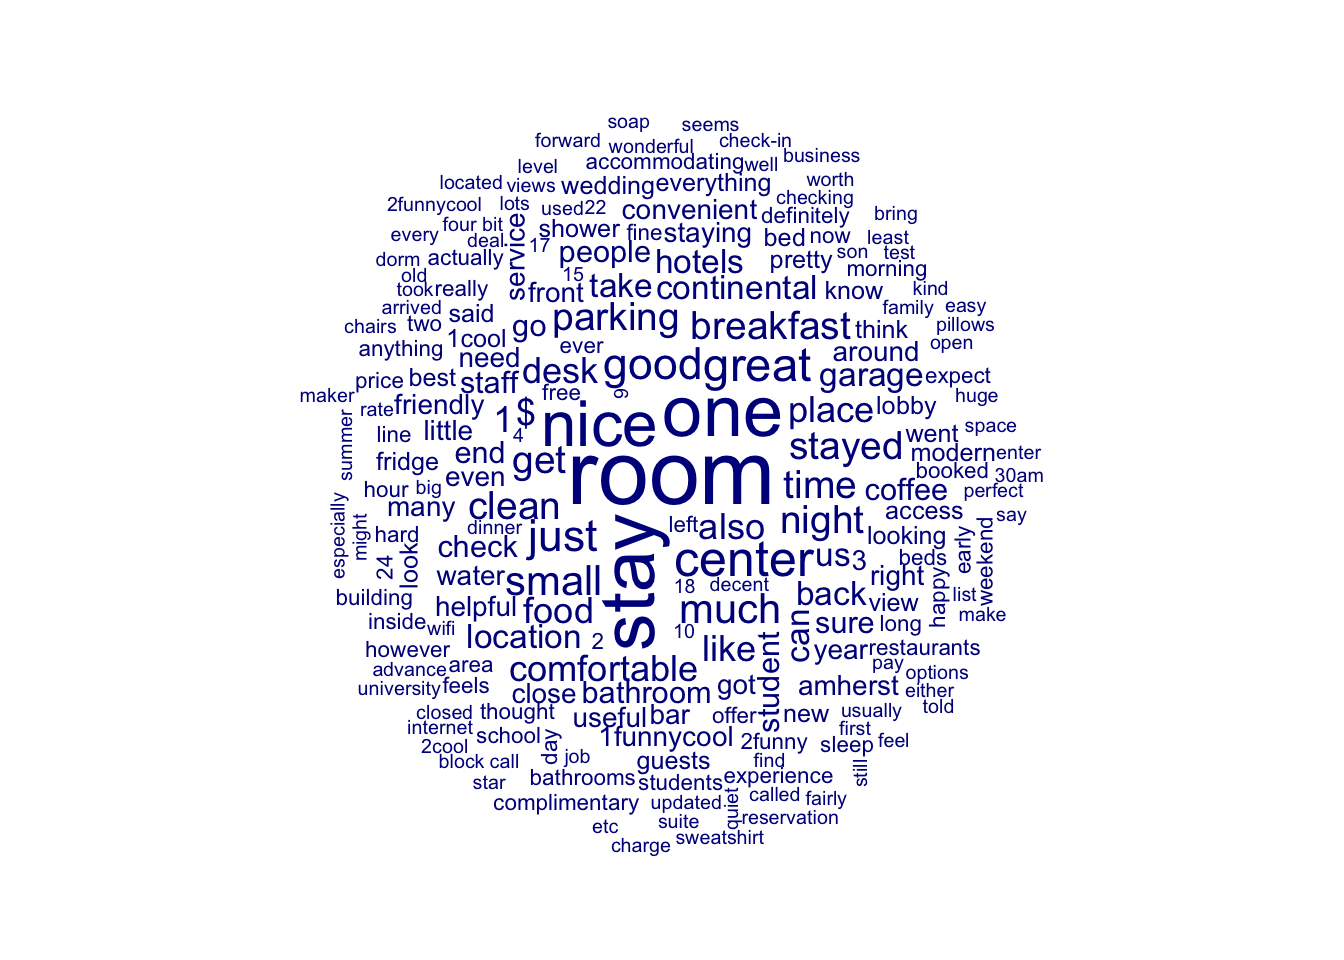 soap seems
forward wonderful check-in
level accommodating well business
located views wedding everything worth
2funnycool lots used 22 convenient checking
every four bit shower fine staying definitely bring
deal 17 people bed now least
dorm actually service hotels pretty son test
old 15 morning
took really front take continental know kind
arrived said parking family easy
chairs two 1cool go breakfast think pillows
anything need ever good great around open
price best staff desk garage expect
maker free 9 huge
rate friendly 1 $ nice one place lobby
summer line little 4 stayed went space
fridge end get room modern enter
even time booked 30am
hour big clean coffee perfect
many dinner left also night access say
especially might hard just looking early weekend
24 look check stay center us 3 beds
water small 18 decent right happy list
building helpful food much back view make
inside wifi 10 can sure long
however location 2 like year restaurants
advance area comfortable student pay options
university feels close bathroom got amherst either
closed thought useful bar offer new usually told
internet school 1funnycool 2funny first
2cool day sleep feel
block call job guests find still
star bathrooms students experience
complimentary updated quiet called fairly
etc suite reservation
charge sweatshirt